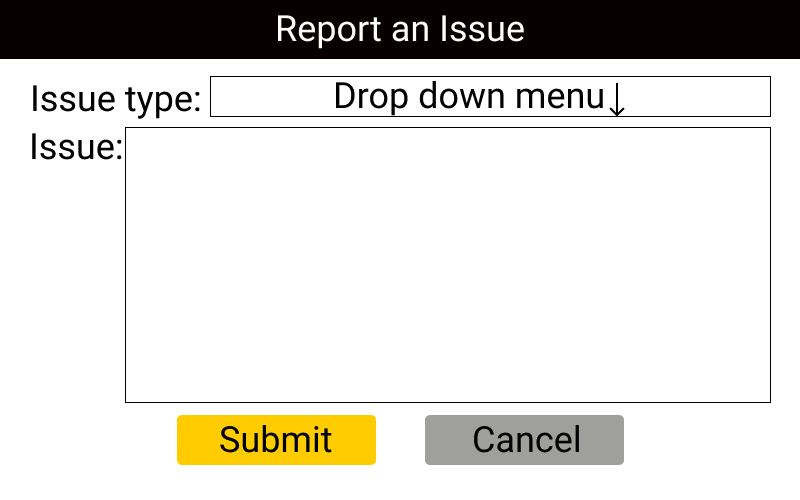 Report an Issue
Issue type: Drop down menu↓
Issue:
Submit Cancel